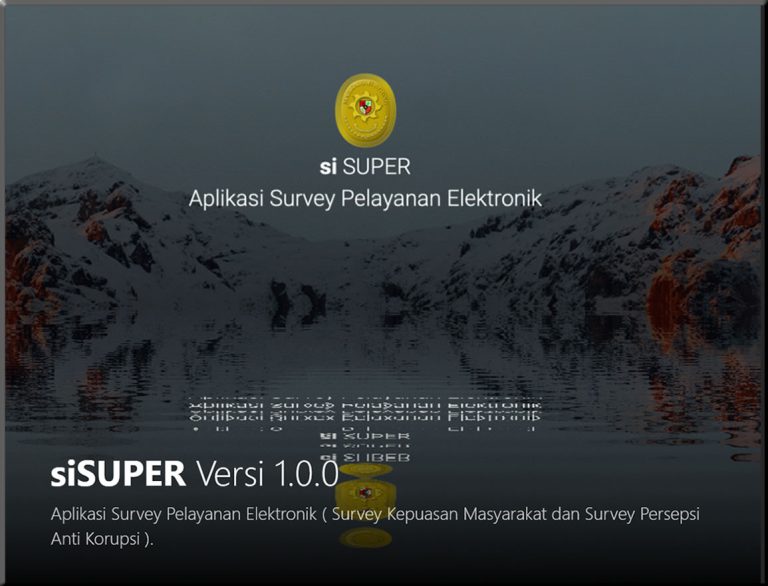 si SUPER
Aplikasi Survey Pelayanan Elektronik
siSUPER Versi 1.0.0
Aplikasi Survey Pelayanan Elektronik ( Survey Kepuasan Masyarakat dan Survey Persepsi
Anti Korupsi ).